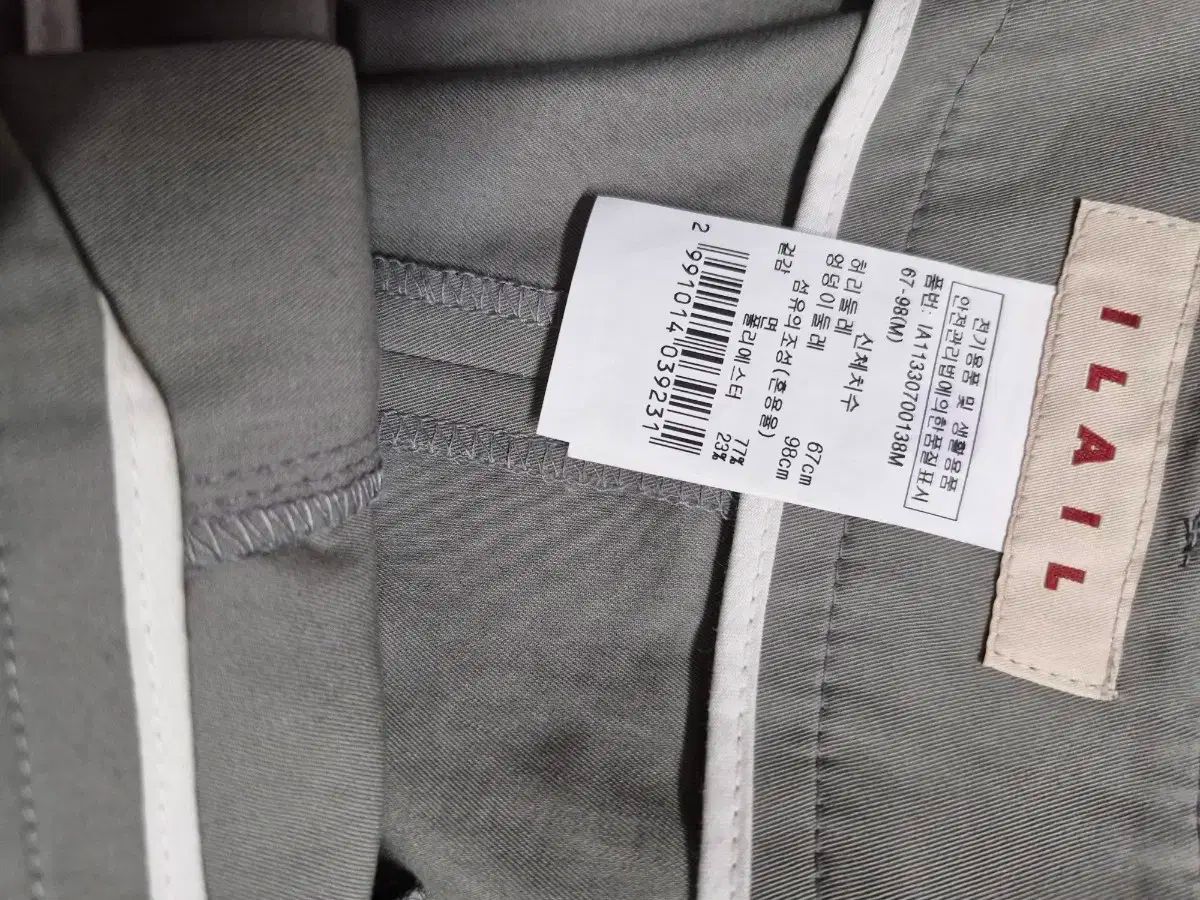 ILAIL
전기용품 및 생활용품
안전관리법에의한품질표시
품번: IA11330700138M
67-98(M)
신체치수
허리둘레 67cm
엉덩이둘레 98cm
섬유의조성(혼용율)
겉감 면 77%
폴리에스터 23%
2 991014 039231